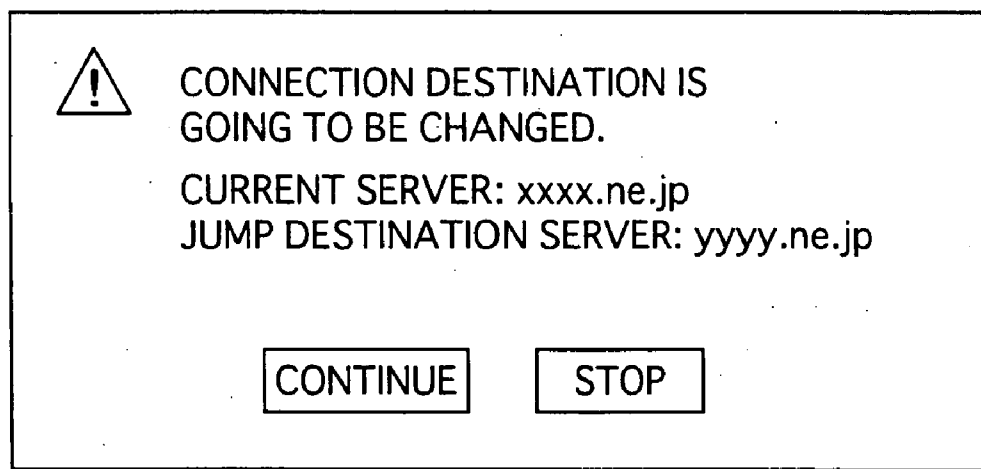 CONNECTION DESTINATION IS
GOING TO BE CHANGED.
CURRENT SERVER: xxxx.ne.jp
JUMP DESTINATION SERVER: yyyy.ne.jp
CONTINUE STOP